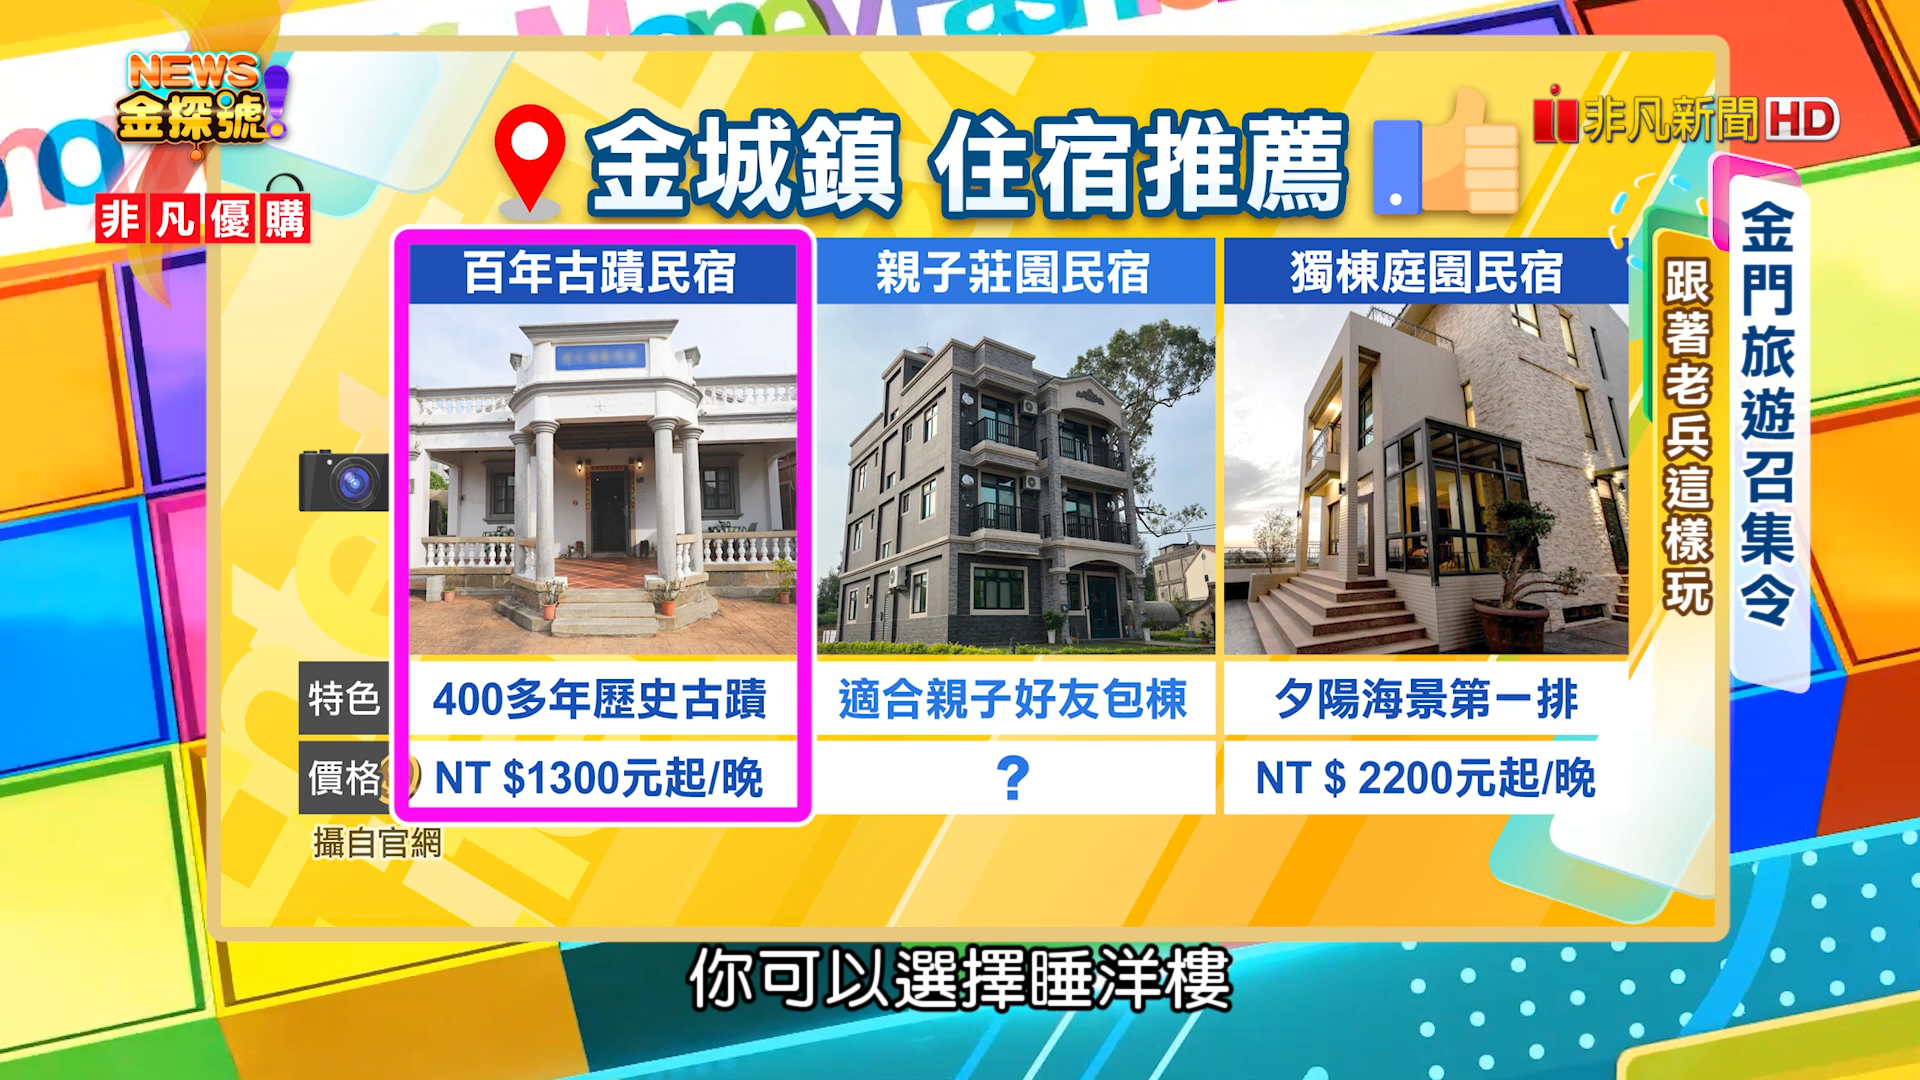 Money Fashion
NEWS
金探號!
非凡優購
金城鎮 住宿推薦
非凡新聞HD
金門旅遊召集令
跟著老兵這樣玩
百年古蹟民宿
親子莊園民宿
獨棟庭園民宿
特色
400多年歷史古蹟
適合親子好友包棟
夕陽海景第一排
價格
NT $1300元起/晚
?
NT $ 2200元起/晚
攝自官網
你可以選擇睡洋樓